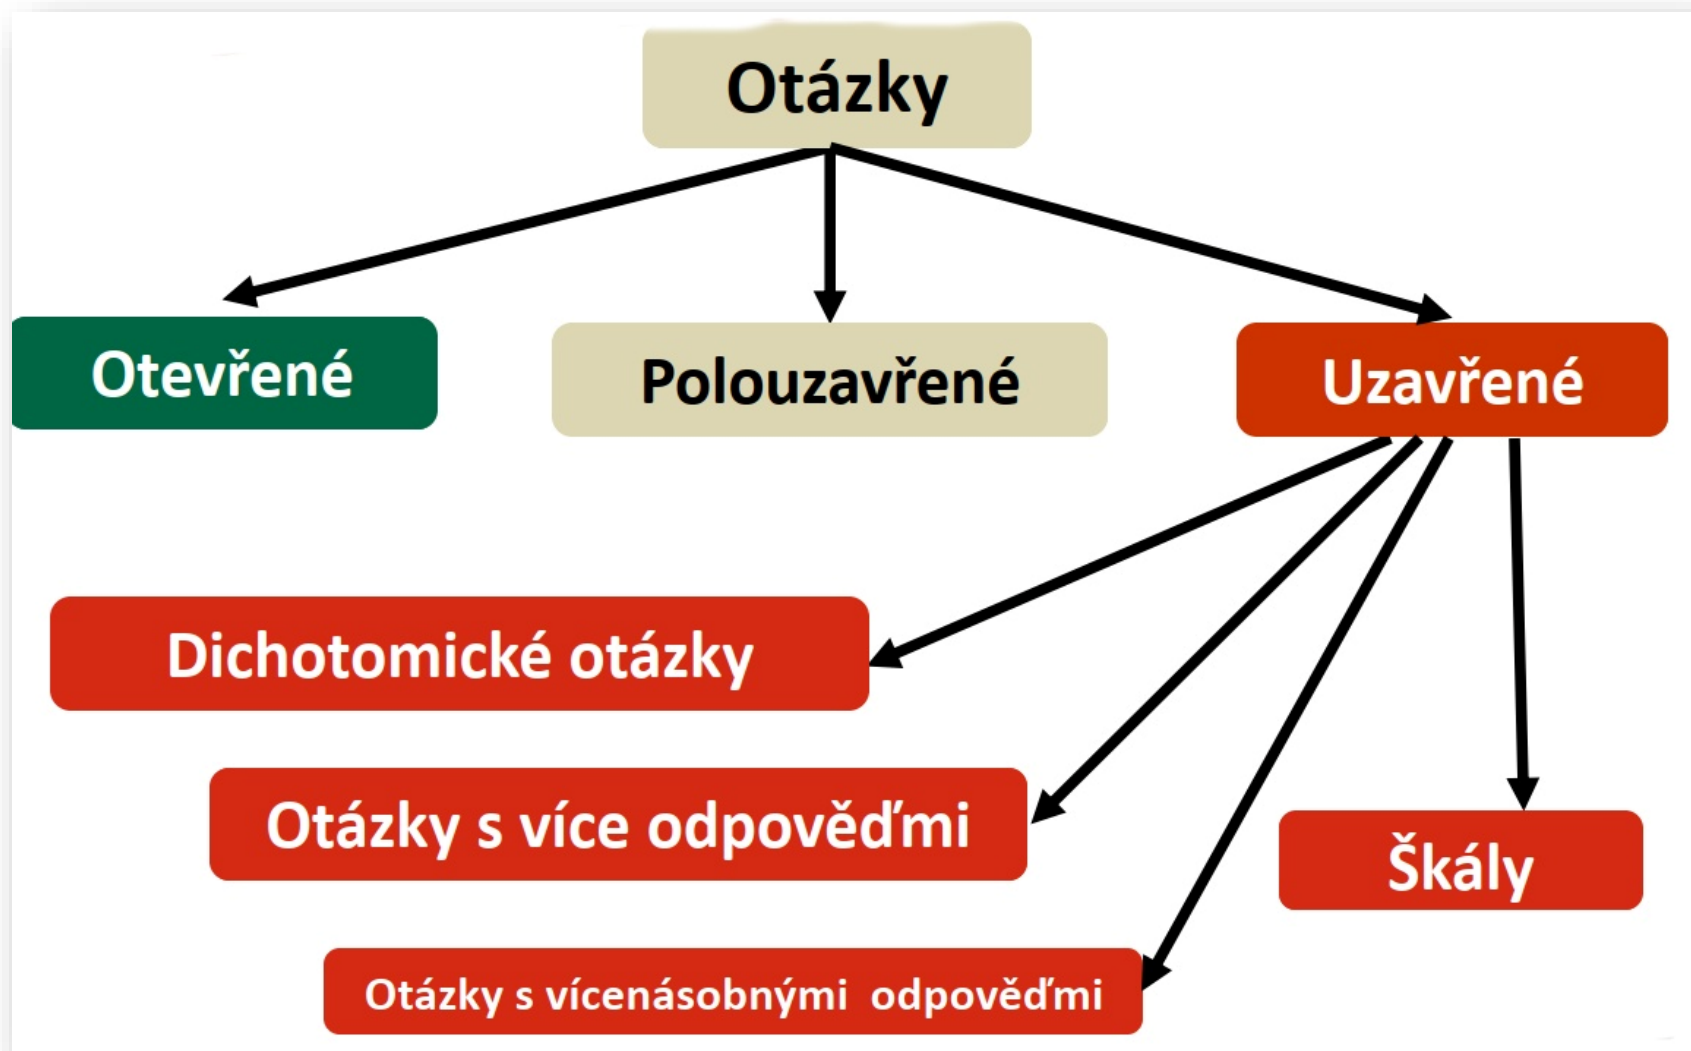 Otázky
Otevřené
Polouzavřené
Uzavřené
Dichotomické otázky
Otázky s více odpověďmi
Škály
Otázky s vícenásobnými odpověďmi